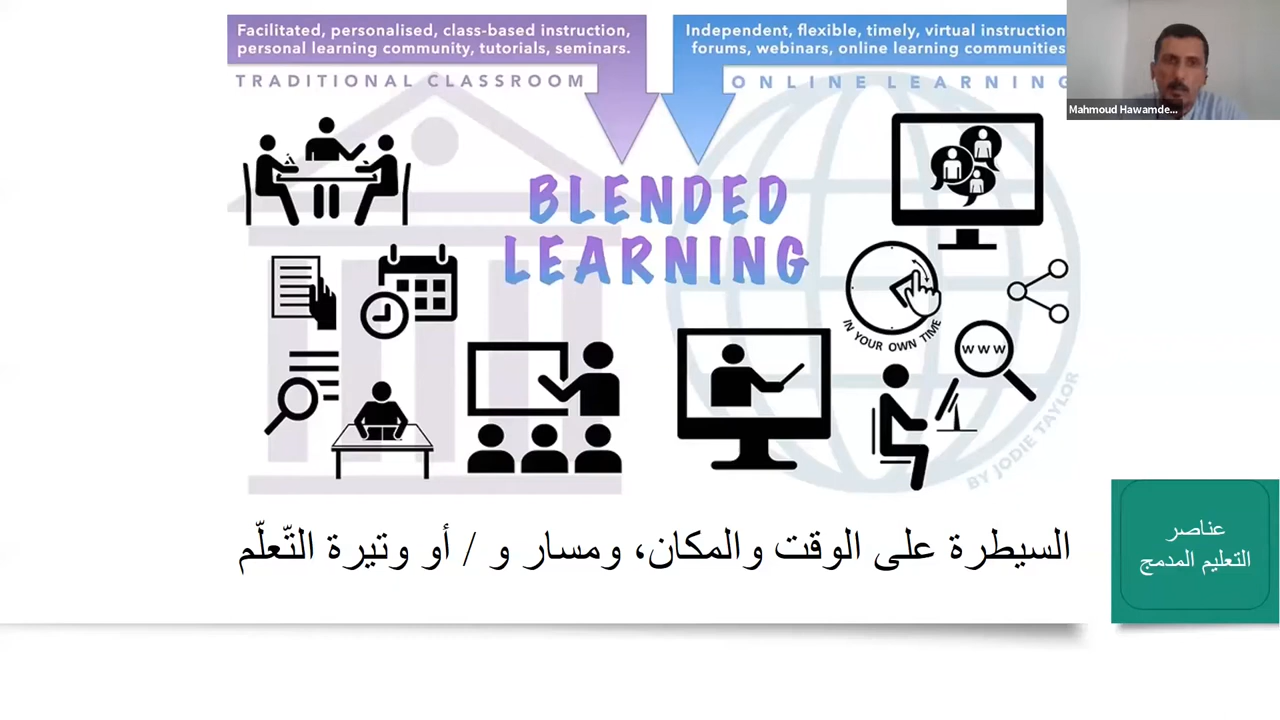 Facilitated, personalised, class-based instruction,
personal learning community, tutorials, seminars.
TRADITIONAL CLASSROOM
Independent, flexible, timely, virtual instruction
forums, webinars, online learning communities
ONLINE LEARNING
Mahmoud Hawamde...
BLENDED
LEARNING
IN YOUR OWN TIME
WWW
BY JODIE TAYLOR
السيطرة على الوقت والمكان، ومسار و / أو وتيرة التّعلّم
عناصر
التعليم المدمج